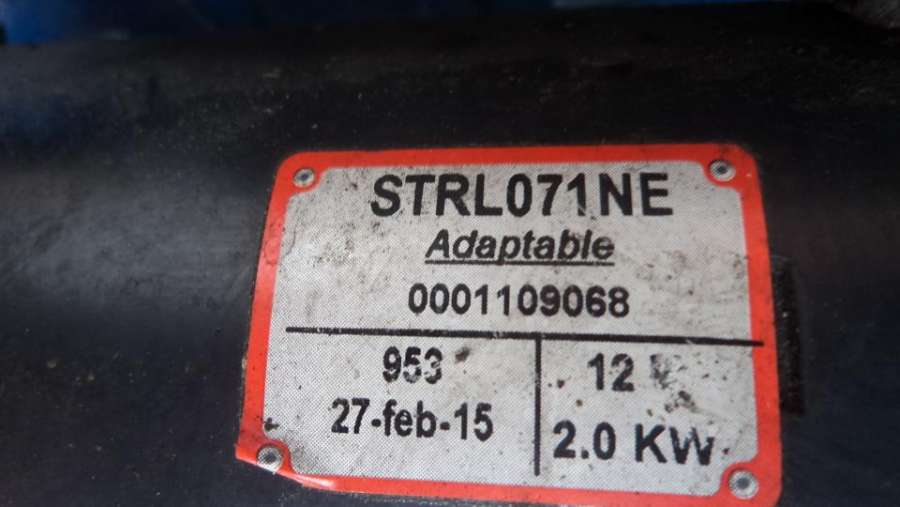 STRL071NE
Adaptable
0001109068
953
27-feb-15
12
2.0 KW